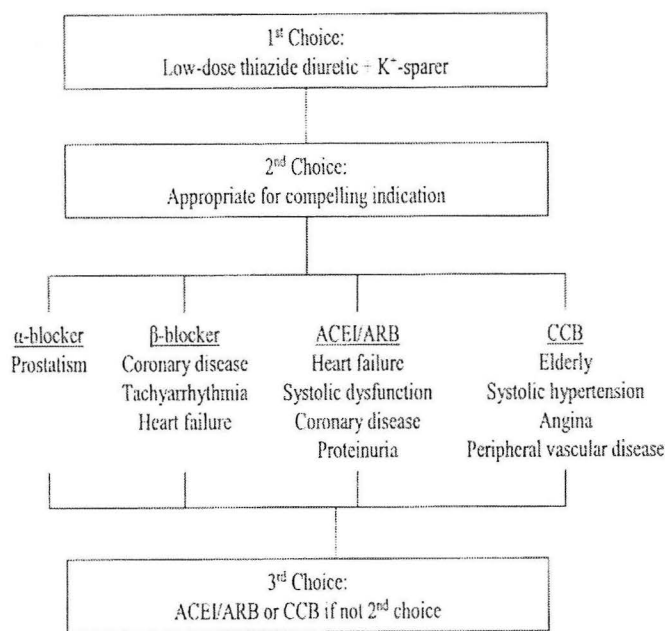 1st Choice:
Low-dose thiazide diuretic + K+-sparer
2nd Choice:
Appropriate for compelling indication
α-blocker
Prostatism
β-blocker
Coronary disease
Tachyarrhythmia
Heart failure
ACEI/ARB
Heart failure
Systolic dysfunction
Coronary disease
Proteinuria
CCB
Elderly
Systolic hypertension
Angina
Peripheral vascular disease
3rd Choice:
ACEI/ARB or CCB if not 2nd choice